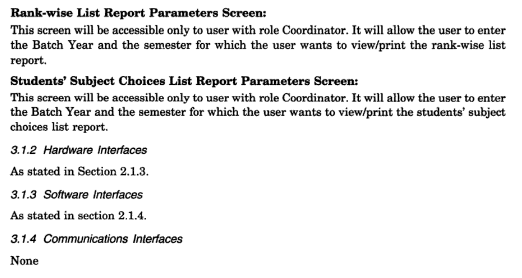 Rank-wise List Report Parameters Screen:
This screen will be accessible only to user with role Coordinator. It will allow the user to enter
the Batch Year and the semester for which the user wants to view/print the rank-wise list
report.
Students' Subject Choices List Report Parameters Screen:
This screen will be accessible only to user with role Coordinator. It will allow the user to enter
the Batch Year and the semester for which the user wants to view/print the students' subject
choices list report.
3.1.2 Hardware Interfaces
As stated in Section 2.1.3.
3.1.3 Software Interfaces
As stated in section 2.1.4.
3.1.4 Communications Interfaces
None